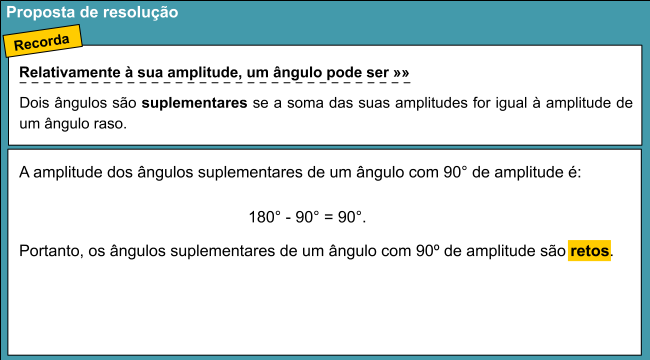 Proposta de resolução
Recorda
Relativamente à sua amplitude, um ângulo pode ser »»
Dois ângulos são suplementares se a soma das suas amplitudes for igual à amplitude de
um ângulo raso.
A amplitude dos ângulos suplementares de um ângulo com 90° de amplitude é:
180° - 90° = 90°.
Portanto, os ângulos suplementares de um ângulo com 90º de amplitude são retos.